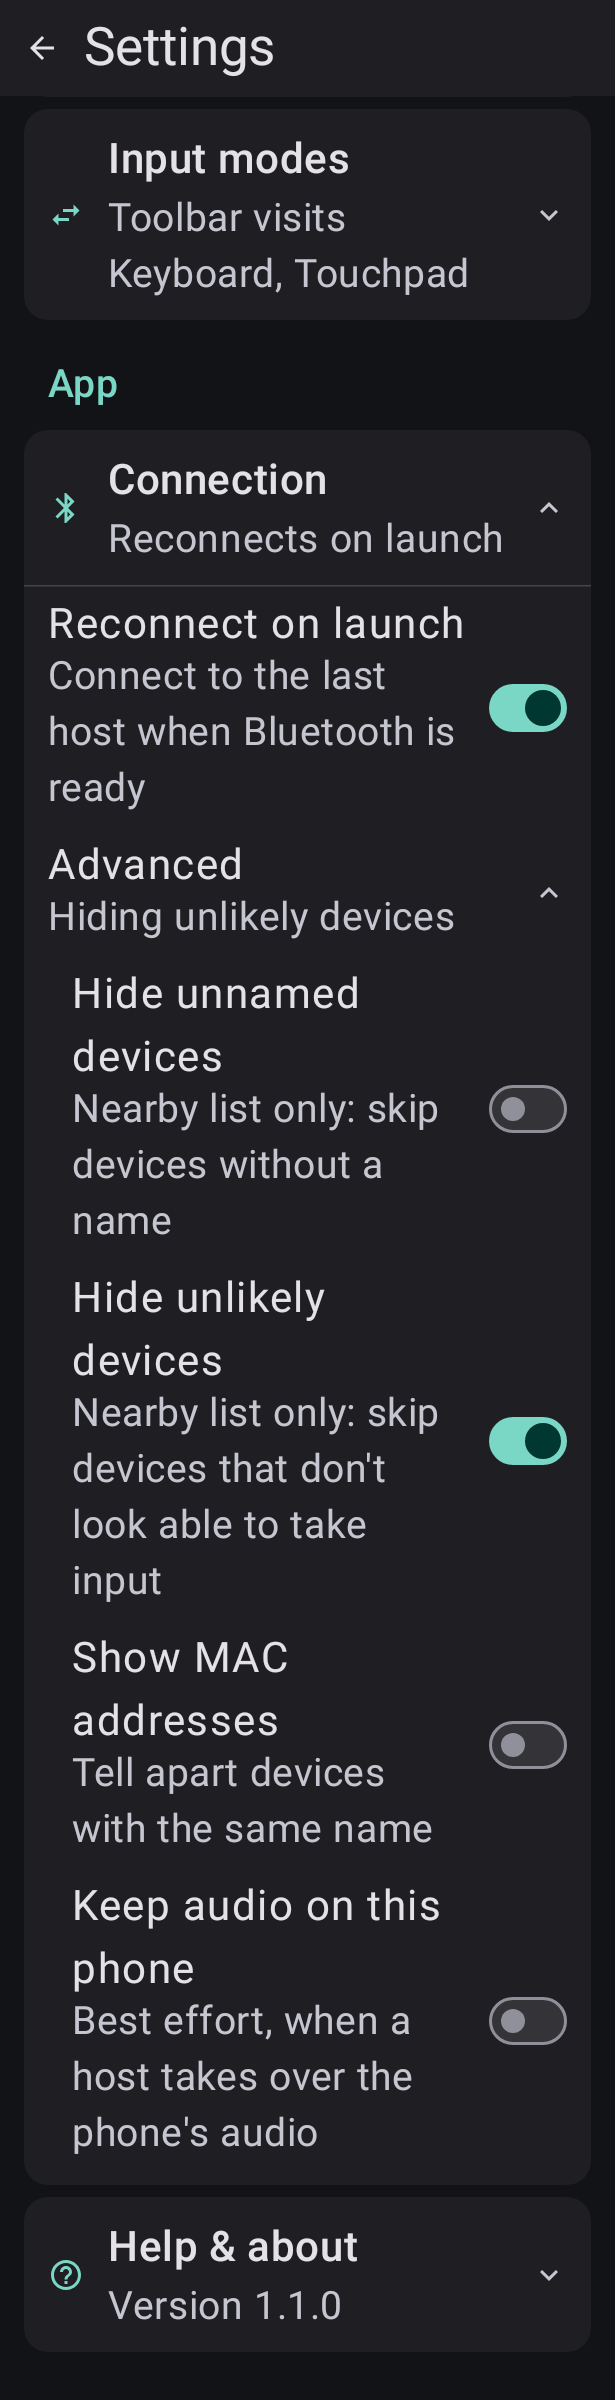 Settings
Input modes
Toolbar visits
Keyboard, Touchpad
App
Connection
Reconnects on launch
Reconnect on launch
Connect to the last
host when Bluetooth is
ready
Advanced
Hiding unlikely devices
Hide unnamed
devices
Nearby list only: skip
devices without a
name
Hide unlikely
devices
Nearby list only: skip
devices that don't
look able to take
input
Show MAC
addresses
Tell apart devices
with the same name
Keep audio on this
phone
Best effort, when a
host takes over the
phone's audio
Help & about
Version 1.1.0